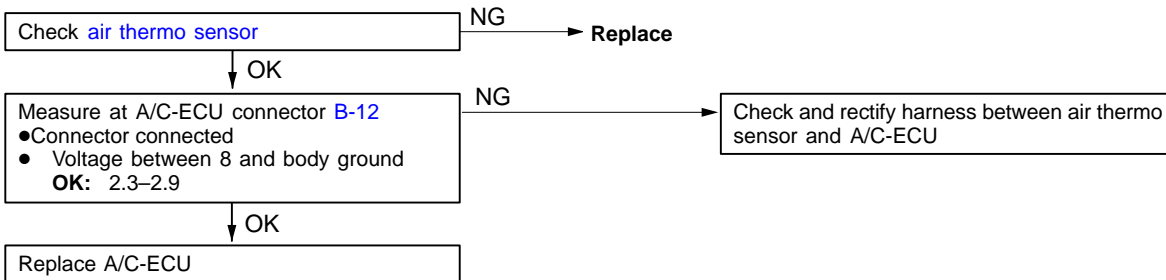 Check air thermo sensor
NG
Replace
OK
Measure at A/C-ECU connector B-12
●Connector connected
● Voltage between 8 and body ground
OK: 2.3–2.9
NG
Check and rectify harness between air thermo
sensor and A/C-ECU
OK
Replace A/C-ECU